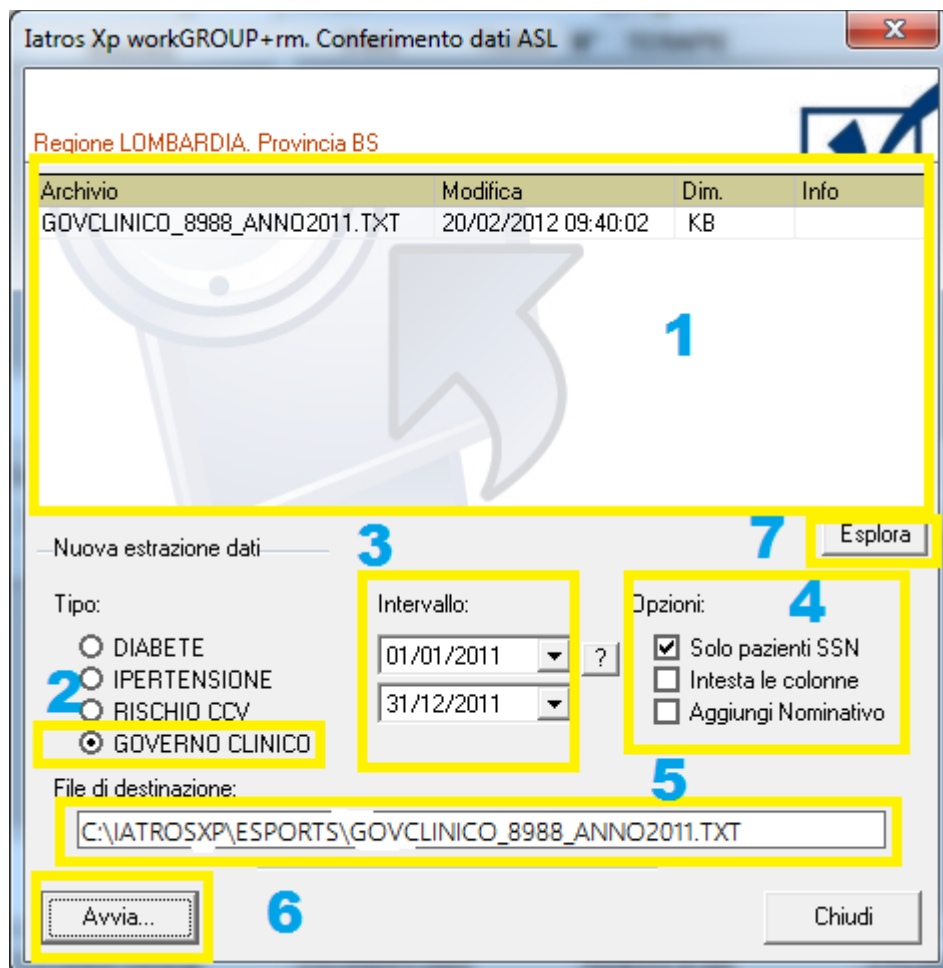 Iatros Xp workGROUP+rm. Conferimento dati ASL
Regione LOMBARDIA. Provincia BS
Archivio Modifica Dim. Info
GOVCLINICO_8988_ANNO2011.TXT 20/02/2012 09:40:02 KB
1
7 Esplora
Nuova estrazione dati 3
Tipo: Intervallo: Opzioni: 4
DIABETE 01/01/2011 ? Solo pazienti SSN
2 IPERTENSIONE Intesta le colonne
RISCHIO CCV 31/12/2011 Aggiungi Nominativo
GOVERNO CLINICO
File di destinazione: 5
C:\IATROSXP\ESPORTS\GOVCLINICO_8988_ANNO2011.TXT
Avvia... 6 Chiudi